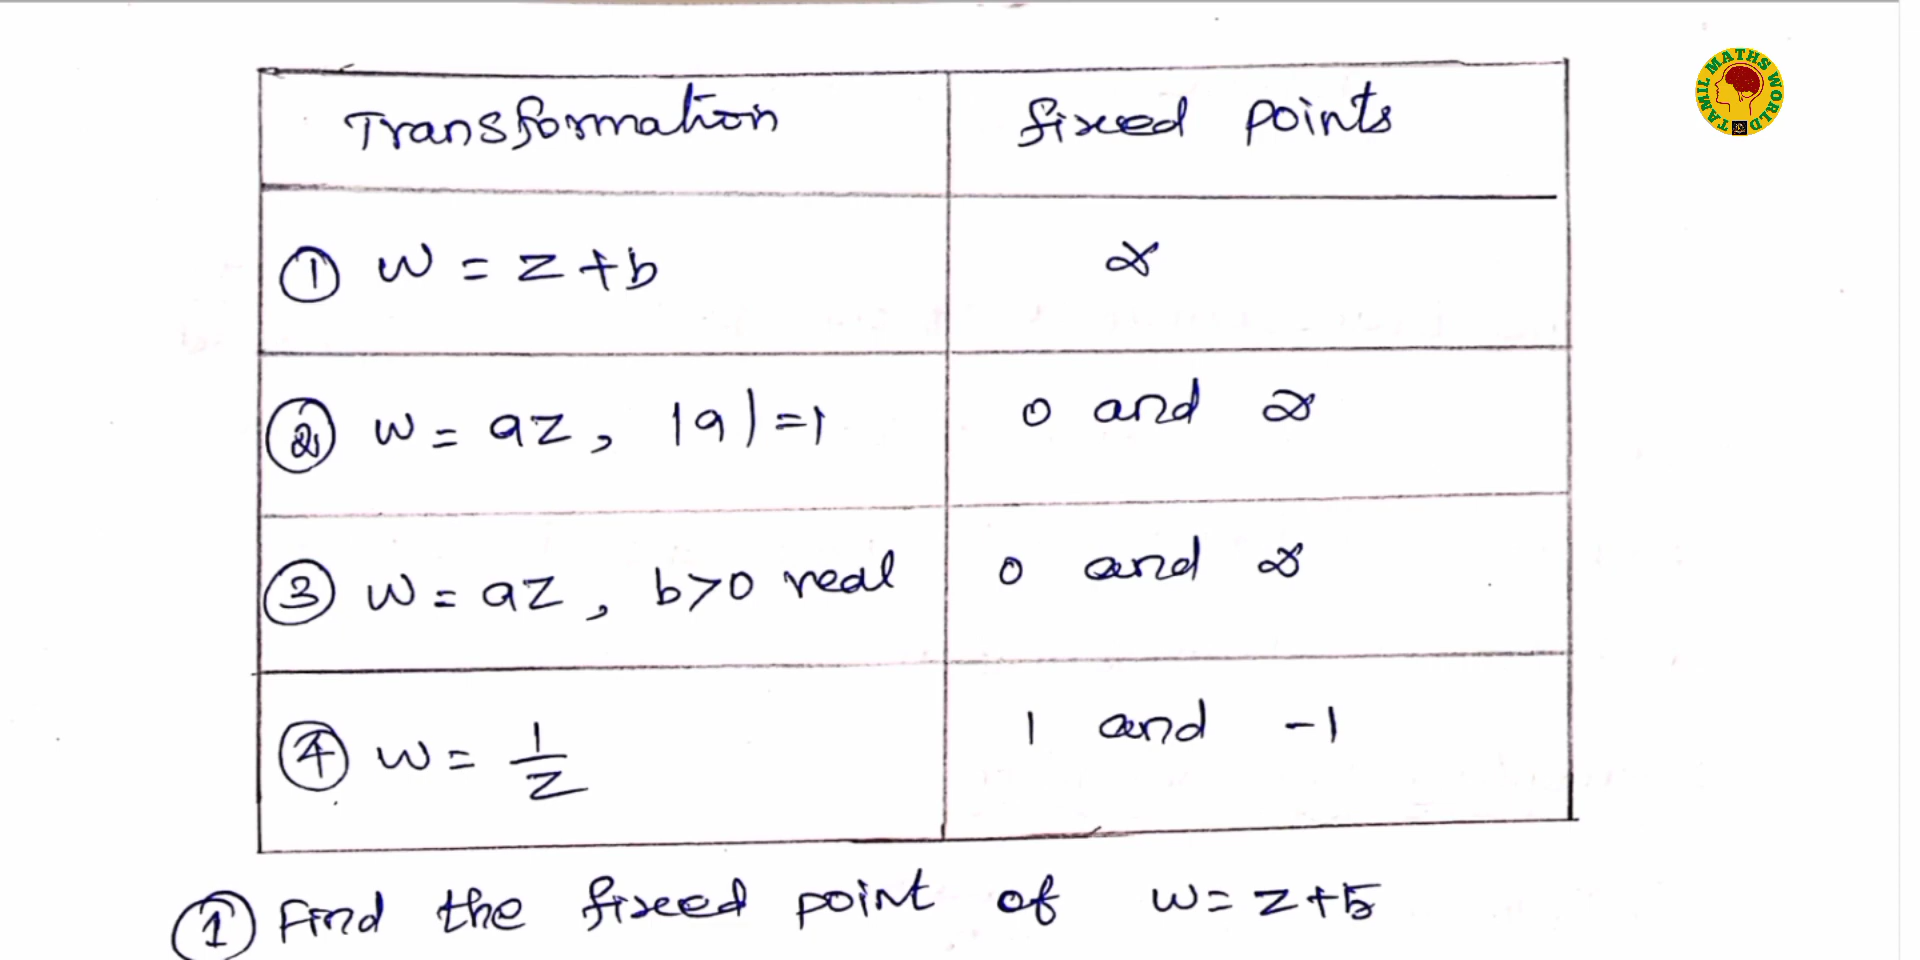 Transformation fixed points
① w = z + b ∞
② w = az, |a| = 1 0 and ∞
③ w = az, b>0 real 0 and ∞
④ w = 1/z 1 and -1
① Find the fixed point of w = z+5
TAMIL MATHS WORLD